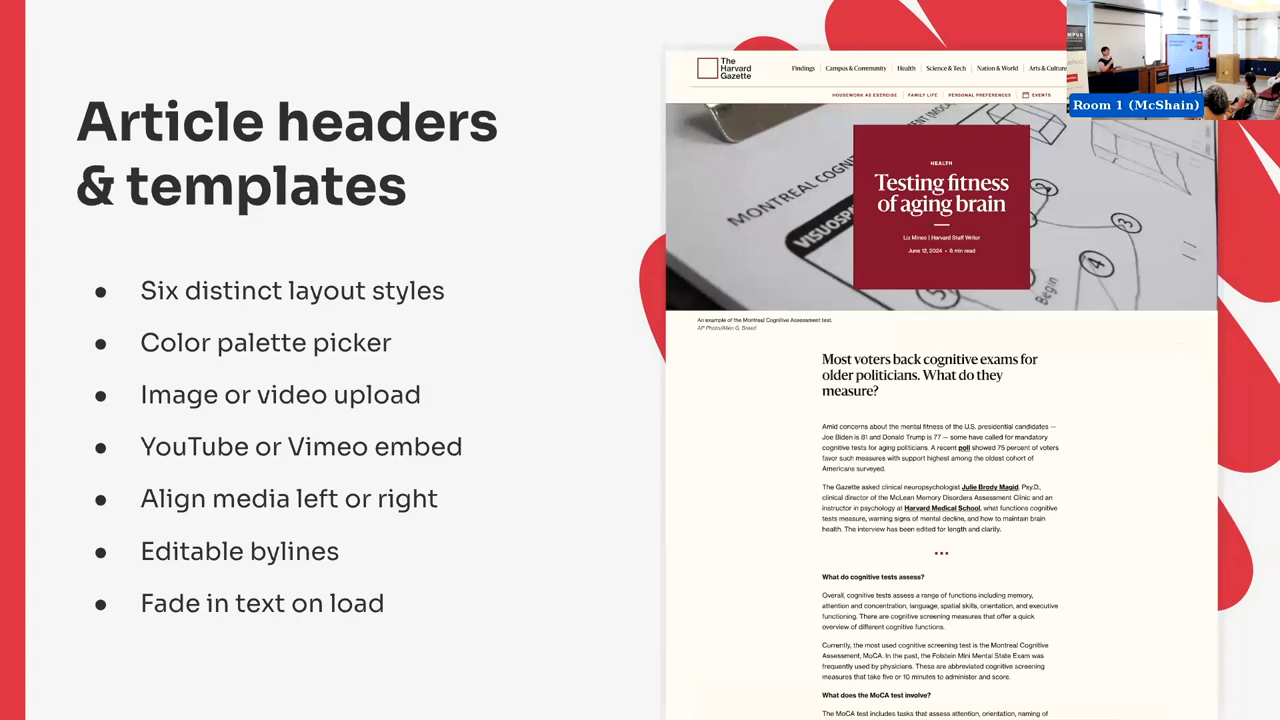 Article headers
& templates
● Six distinct layout styles
● Color palette picker
● Image or video upload
● YouTube or Vimeo embed
● Align media left or right
● Editable bylines
● Fade in text on load
The
Harvard
Gazette
Findings | Campus & Community | Health | Science & Tech | Nation & World | Arts & Culture
HOUSEWORK AS EXERCISE | FAMILY LIFE | PERSONAL PREFERENCES | EVENTS
MONTREAL COGN
VISUOSPA
HEALTH
Testing fitness
of aging brain
Liz Mineo | Harvard Staff Writer
June 12, 2024 • 8 min read
5
Begin
2
3
4
An example of the Montreal Cognitive Assessment test.
AP Photo/Allen G. Breed
Most voters back cognitive exams for
older politicians. What do they
measure?
Amid concerns about the mental fitness of the U.S. presidential candidates —
Joe Biden is 81 and Donald Trump is 77 — some have called for mandatory
cognitive tests for aging politicians. A recent poll showed 75 percent of voters
favor such measures with support highest among the oldest cohort of
Americans surveyed.
The Gazette asked clinical neuropsychologist Julie Brody Magid, Psy.D.,
clinical director of the McLean Memory Disorders Assessment Clinic and an
instructor in psychology at Harvard Medical School, what functions cognitive
tests measure, warning signs of mental decline, and how to maintain brain
health. The interview has been edited for length and clarity.
What do cognitive tests assess?
Overall, cognitive tests assess a range of functions including memory,
attention and concentration, language, spatial skills, orientation, and executive
functioning. There are cognitive screening measures that offer a quick
overview of different cognitive functions.
Currently, the most used cognitive screening test is the Montreal Cognitive
Assessment, MoCA. In the past, the Folstein Mini Mental State Exam was
frequently used by physicians. These are abbreviated cognitive screening
measures that take five or 10 minutes to administer and score.
What does the MoCA test involve?
The MoCA test includes tasks that assess attention, orientation, naming of
Room 1 (McShain)